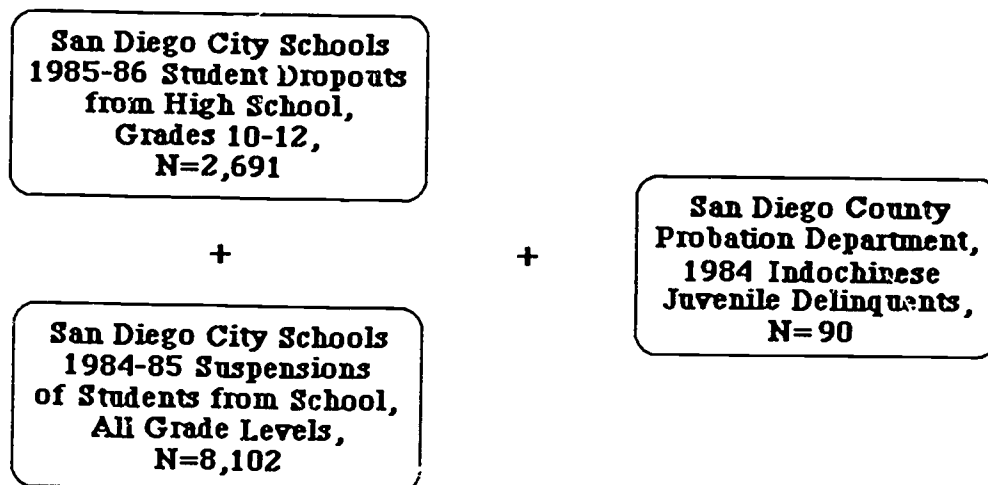 San Diego City Schools
1985-86 Student Dropouts
from High School,
Grades 10-12,
N=2,691
+
+
San Diego County
Probation Department,
1984 Indochinese
Juvenile Delinquents,
N=90
San Diego City Schools
1984-85 Suspensions
of Students from School,
All Grade Levels,
N=8,102